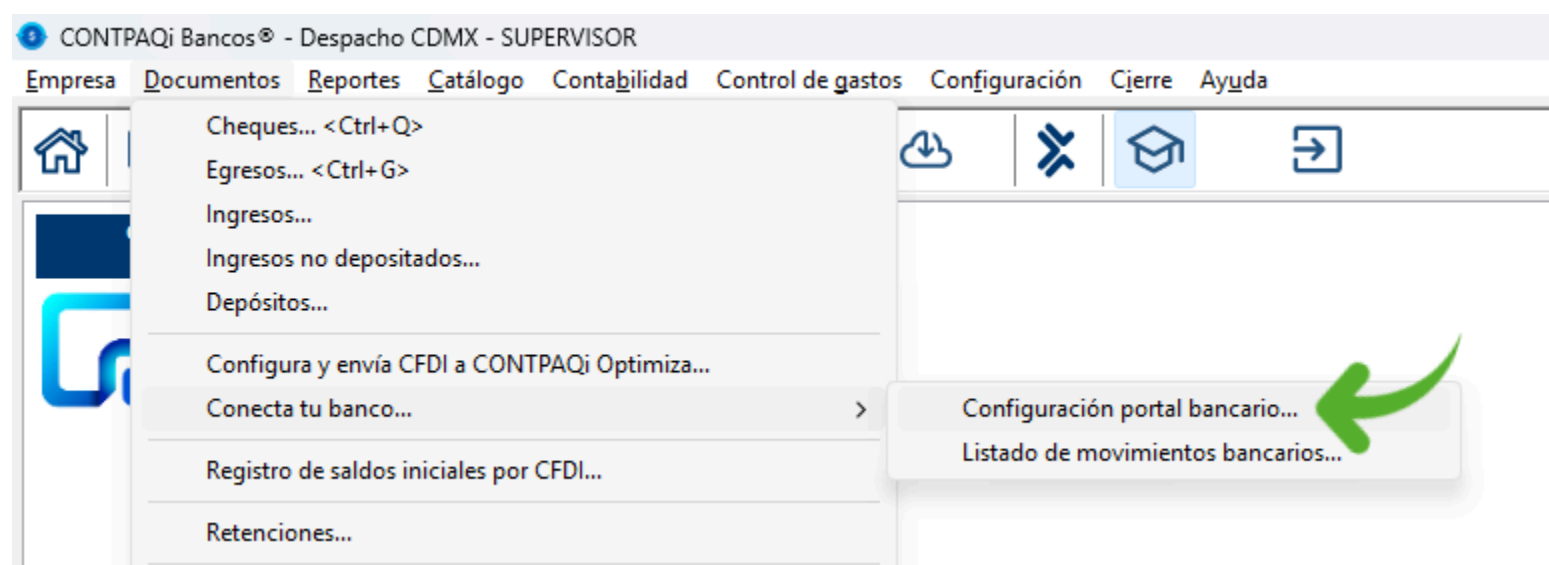 CONTPAQi Bancos® - Despacho CDMX - SUPERVISOR
Empresa Documentos Reportes Catálogo Contabilidad Control de gastos Configuración Cierre Ayuda
Cheques... <Ctrl+Q>
Egresos... <Ctrl+G>
Ingresos...
Ingresos no depositados...
Depósitos...
Configura y envía CFDI a CONTPAQi Optimiza...
Conecta tu banco... >
Configuración portal bancario...
Listado de movimientos bancarios...
Registro de saldos iniciales por CFDI...
Retenciones...